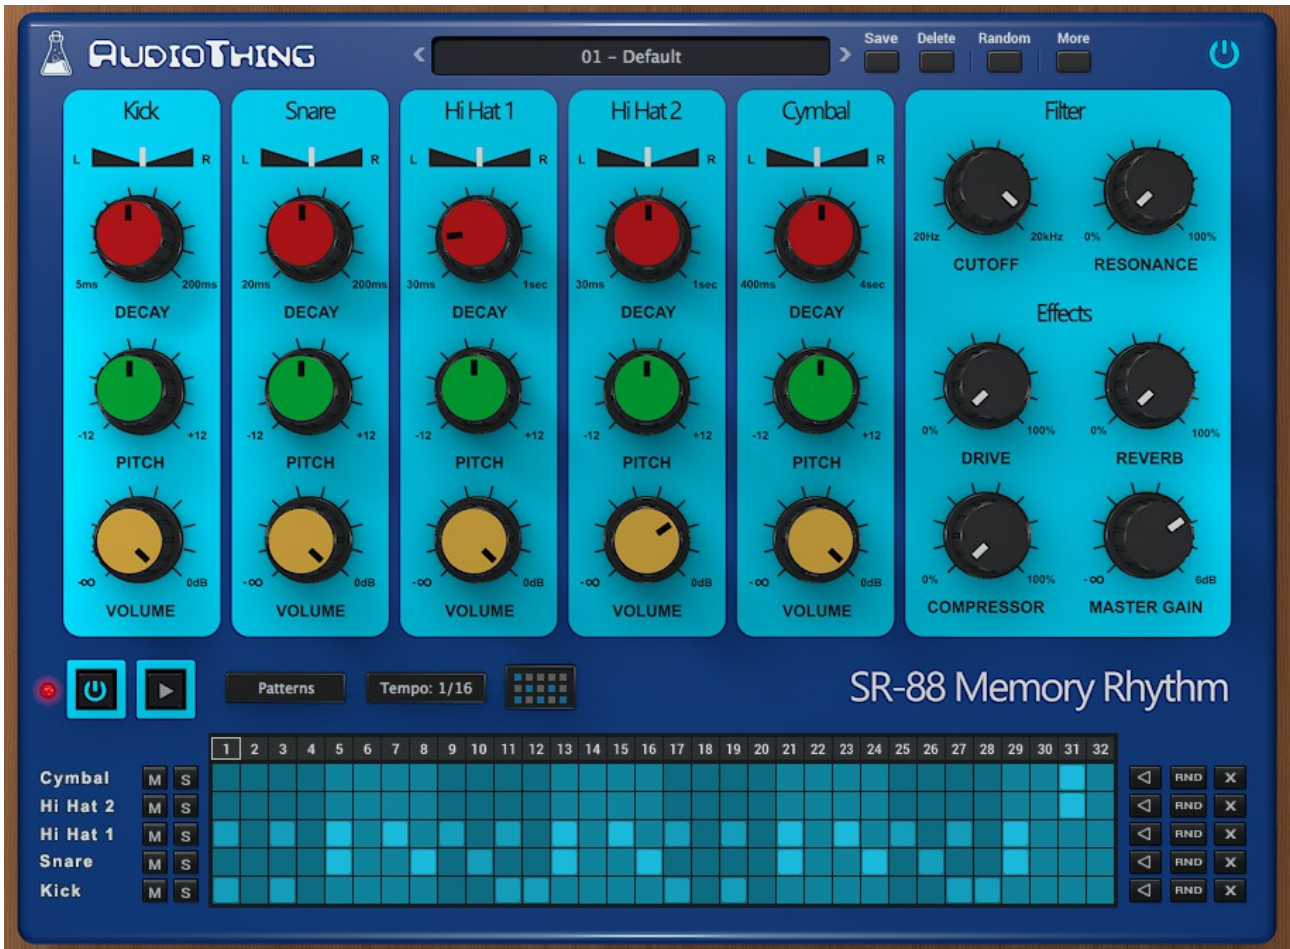 AUDIOTHING
< 01 – Default >
Save Delete Random More
Kick Snare Hi Hat 1 Hi Hat 2 Cymbal Filter
L R L R L R L R L R
20Hz 20kHz 0% 100%
CUTOFF RESONANCE
5ms 200ms 20ms 200ms 30ms 1sec 30ms 1sec 400ms 4sec
DECAY DECAY DECAY DECAY DECAY Effects
-12 +12 -12 +12 -12 +12 -12 +12 -12 +12 0% 100% 0% 100%
PITCH PITCH PITCH PITCH PITCH DRIVE REVERB
-∞ 0dB -∞ 0dB -∞ 0dB -∞ 0dB -∞ 0dB 0% 100% -∞ 6dB
VOLUME VOLUME VOLUME VOLUME VOLUME COMPRESSOR MASTER GAIN
Patterns Tempo: 1/16 SR-88 Memory Rhythm
1 2 3 4 5 6 7 8 9 10 11 12 13 14 15 16 17 18 19 20 21 22 23 24 25 26 27 28 29 30 31 32
Cymbal M S RND X
Hi Hat 2 M S RND X
Hi Hat 1 M S RND X
Snare M S RND X
Kick M S RND X